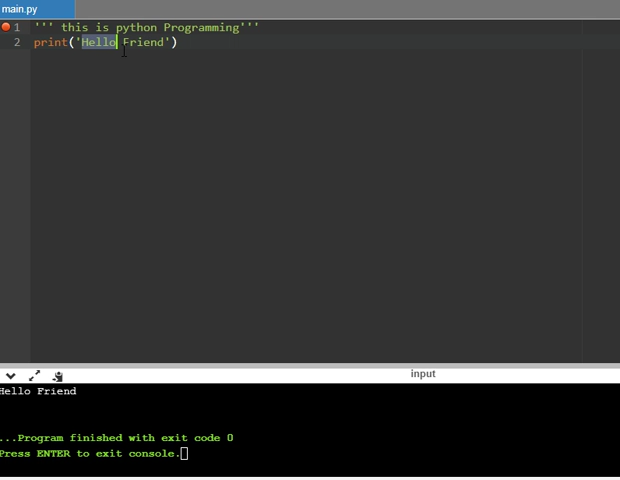 main.py
1 ''' this is python Programming'''
2 print('Hello Friend')
input
Hello Friend
...Program finished with exit code 0
Press ENTER to exit console.